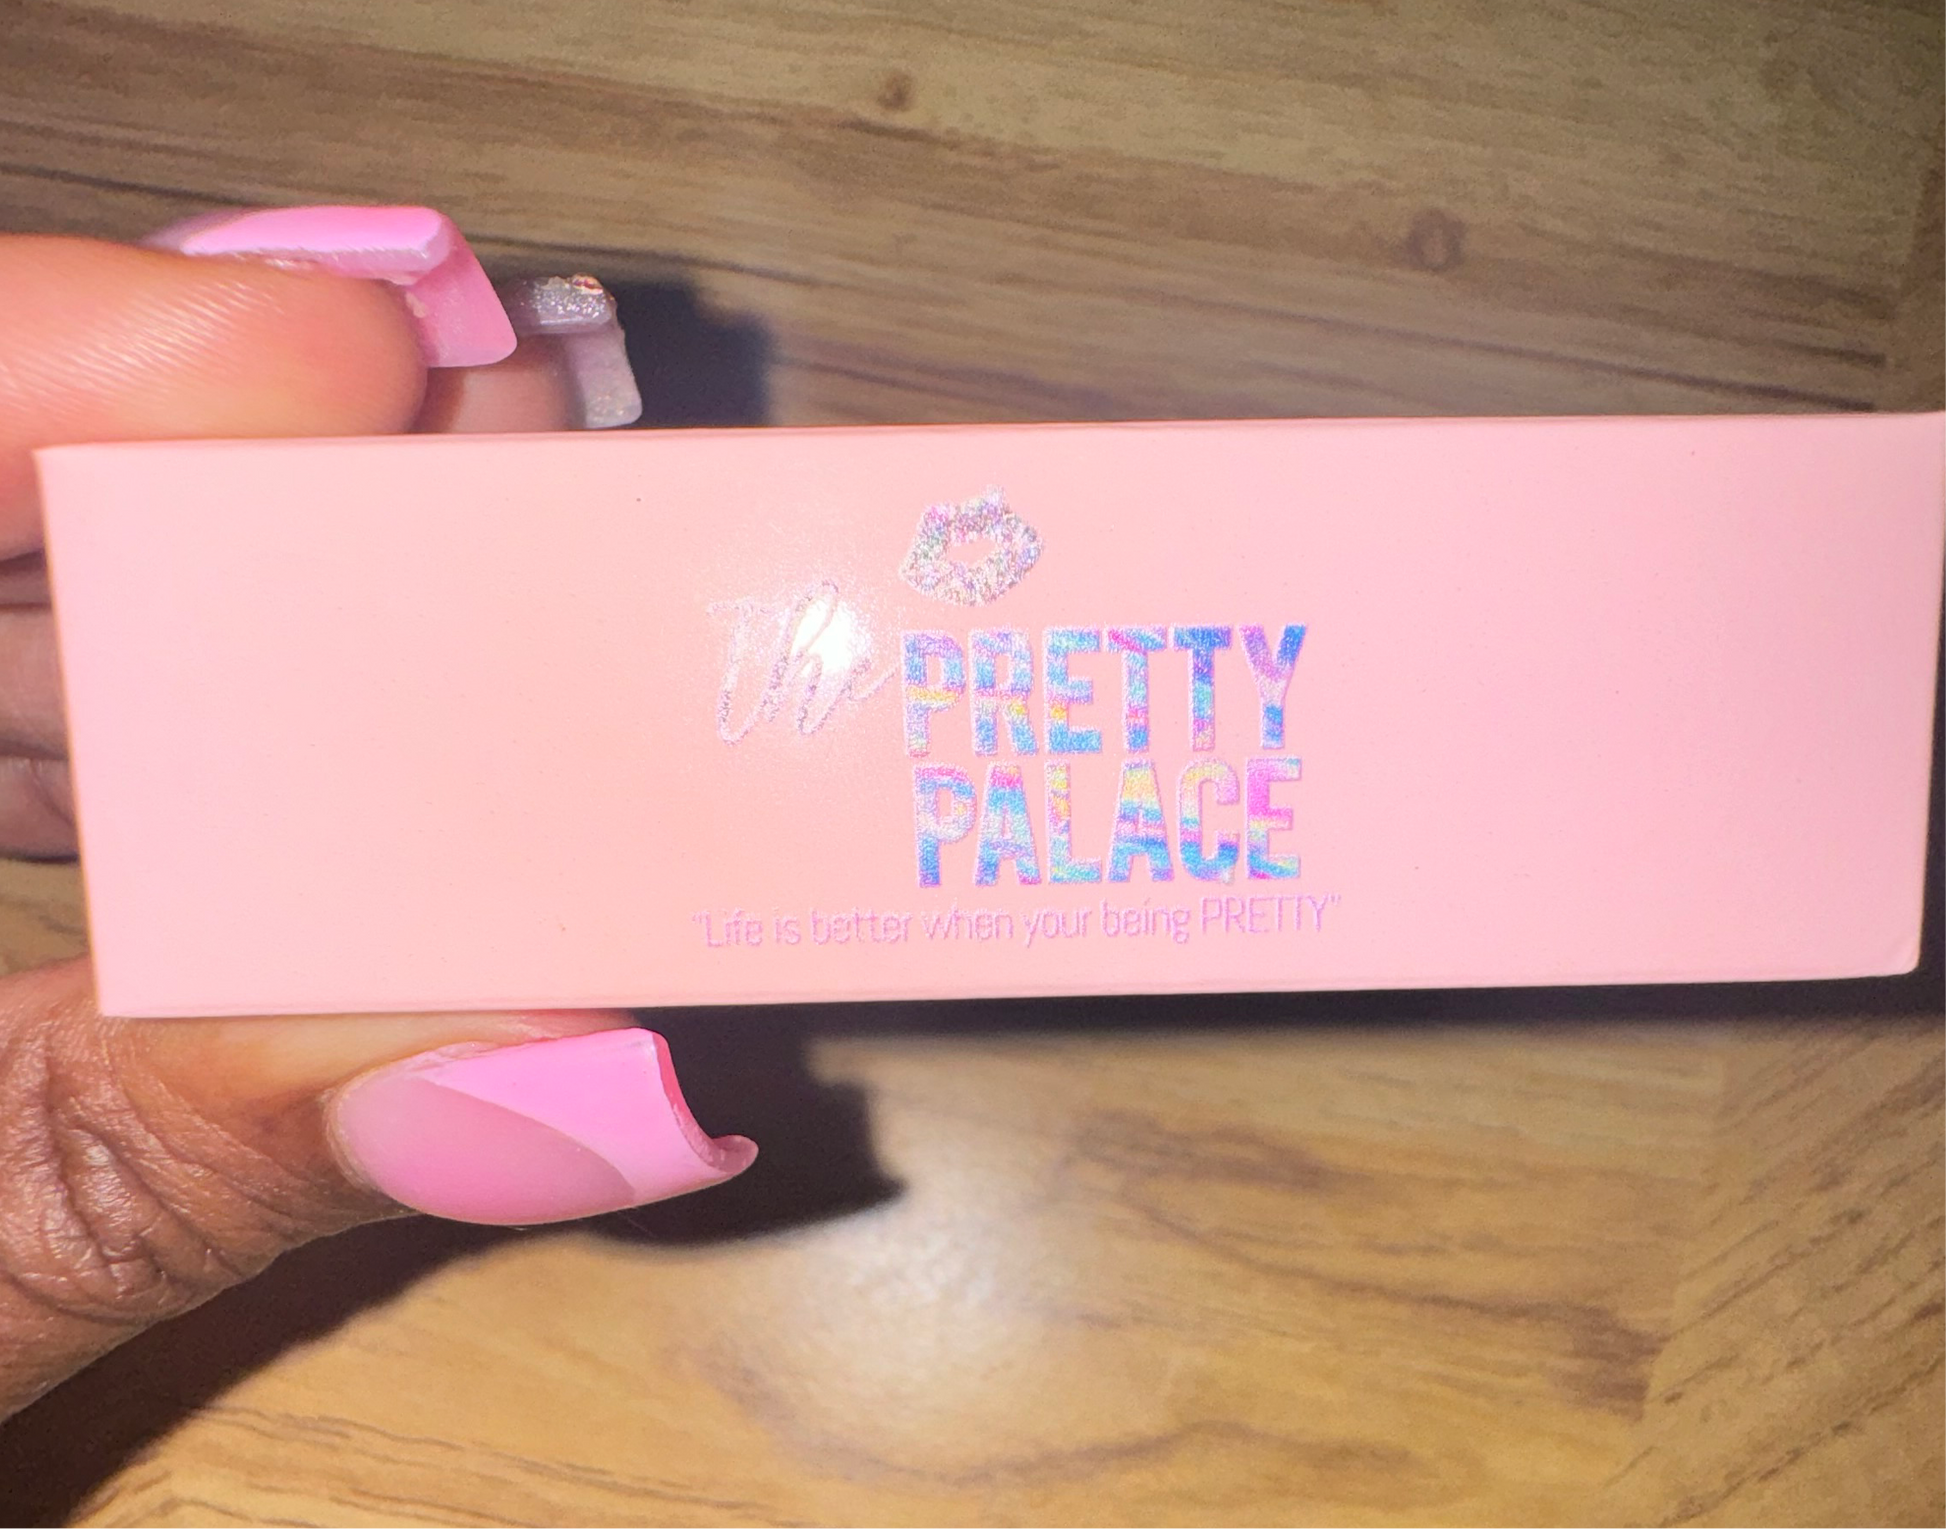 The PRETTY
PALACE
"Life is better when your being PRETTY"